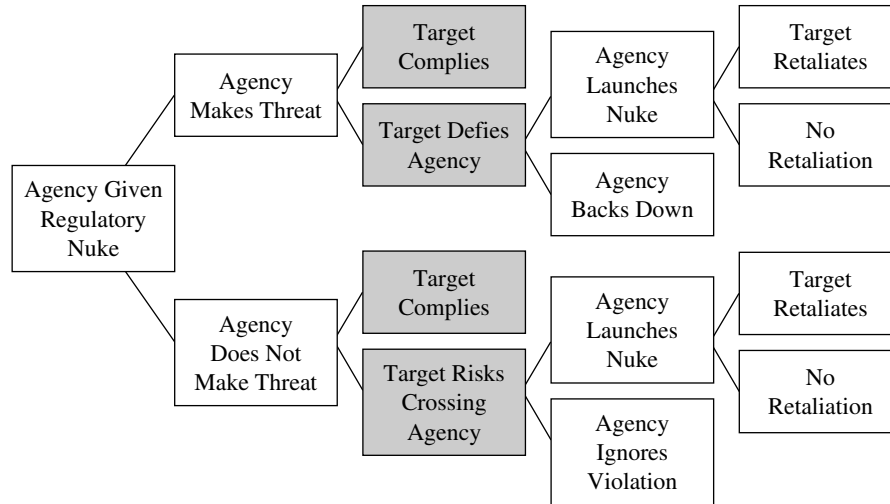 Agency Given
Regulatory
Nuke
Agency
Makes Threat
Target
Complies
Target Defies
Agency
Agency
Launches
Nuke
Target
Retaliates
No
Retaliation
Agency
Backs Down
Agency
Does Not
Make Threat
Target
Complies
Target Risks
Crossing
Agency
Agency
Launches
Nuke
Target
Retaliates
No
Retaliation
Agency
Ignores
Violation